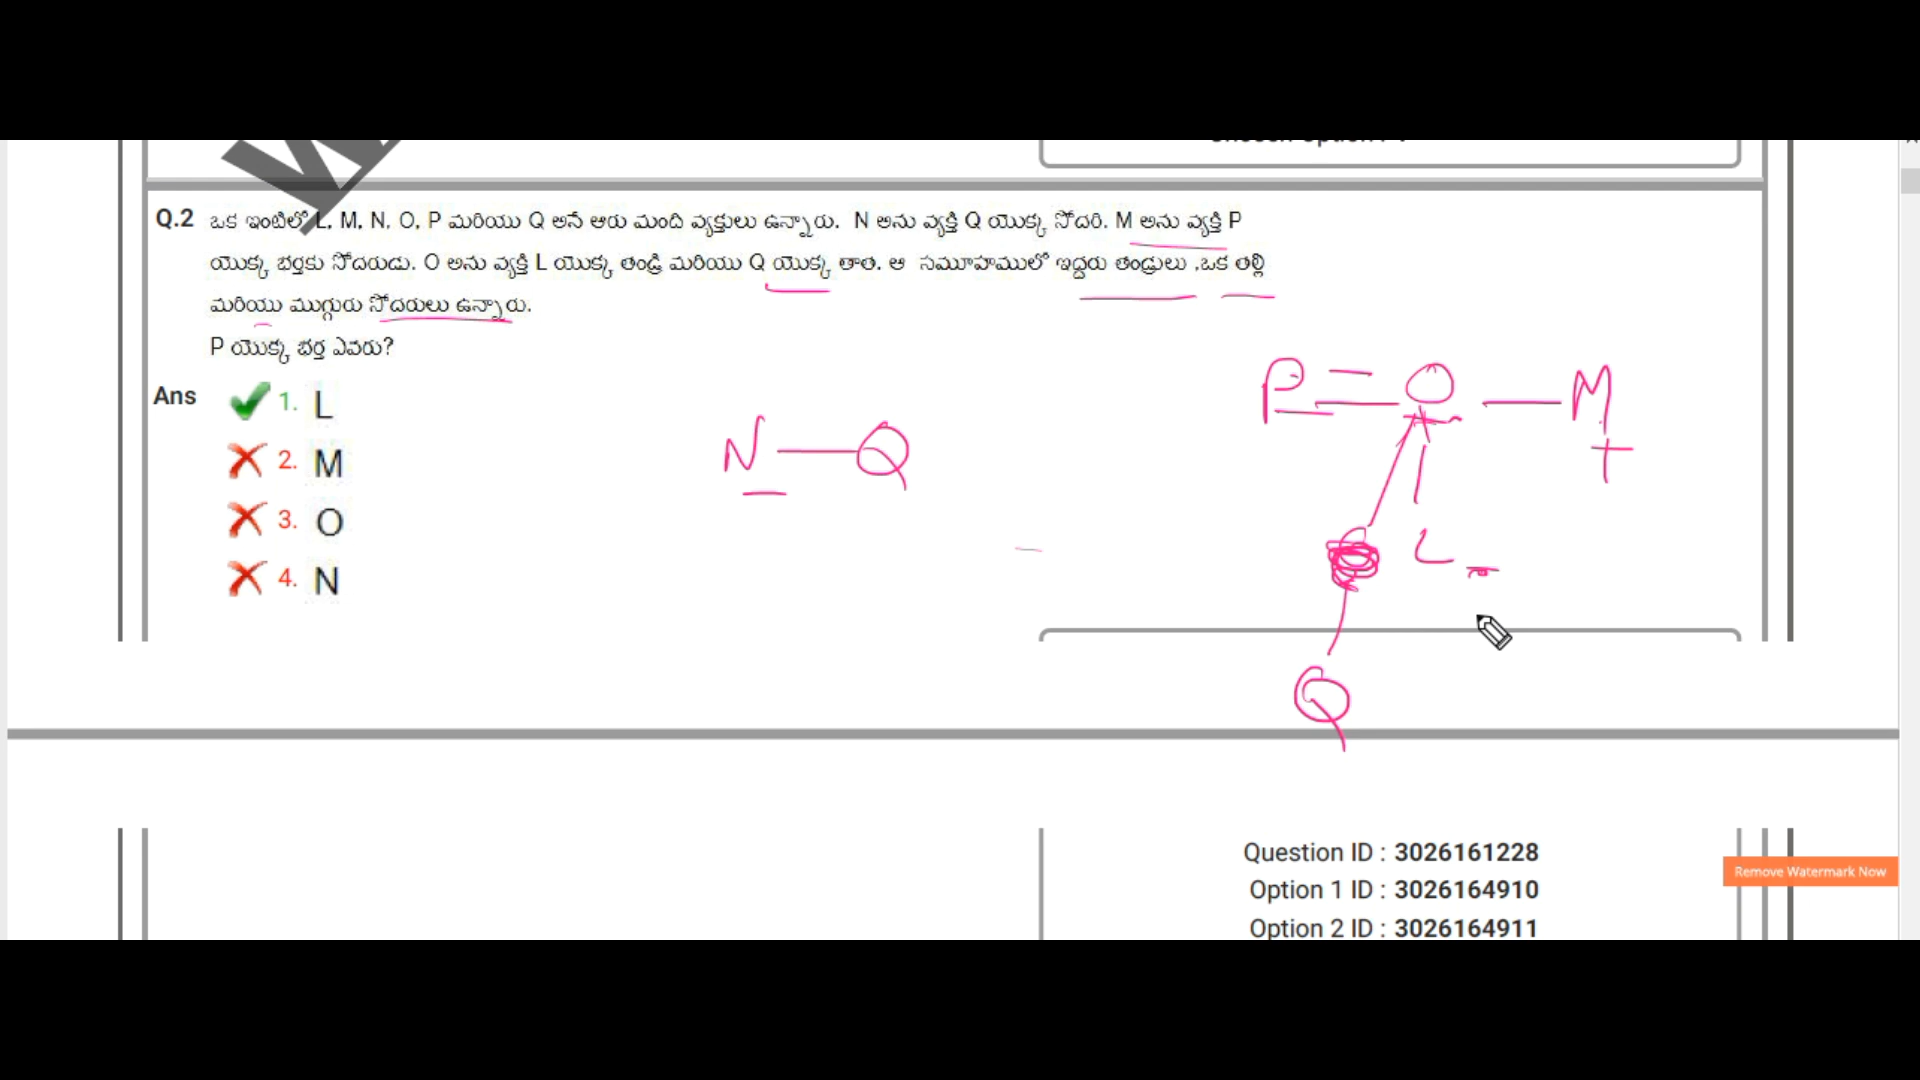 Q.2 ఒక ఇంటిలో L, M, N, O, P మరియు Q అనే ఆరు మంది వ్యక్తులు ఉన్నారు. N అను వ్యక్తి Q యొక్క సోదరి. M అను వ్యక్తి P
యొక్క భర్తకు సోదరుడు. O అను వ్యక్తి L యొక్క తండ్రి మరియు Q యొక్క తాత. ఆ సమూహములో ఇద్దరు తండ్రులు ,ఒక తల్లి
మరియు ముగ్గురు సోదరులు ఉన్నారు.
P యొక్క భర్త ఎవరు?
Ans 1. L
2. M
3. O
4. N
P = O — M
+
N — Q
L
Q
Question ID : 3026161228
Option 1 ID : 3026164910
Option 2 ID : 3026164911
Remove Watermark Now